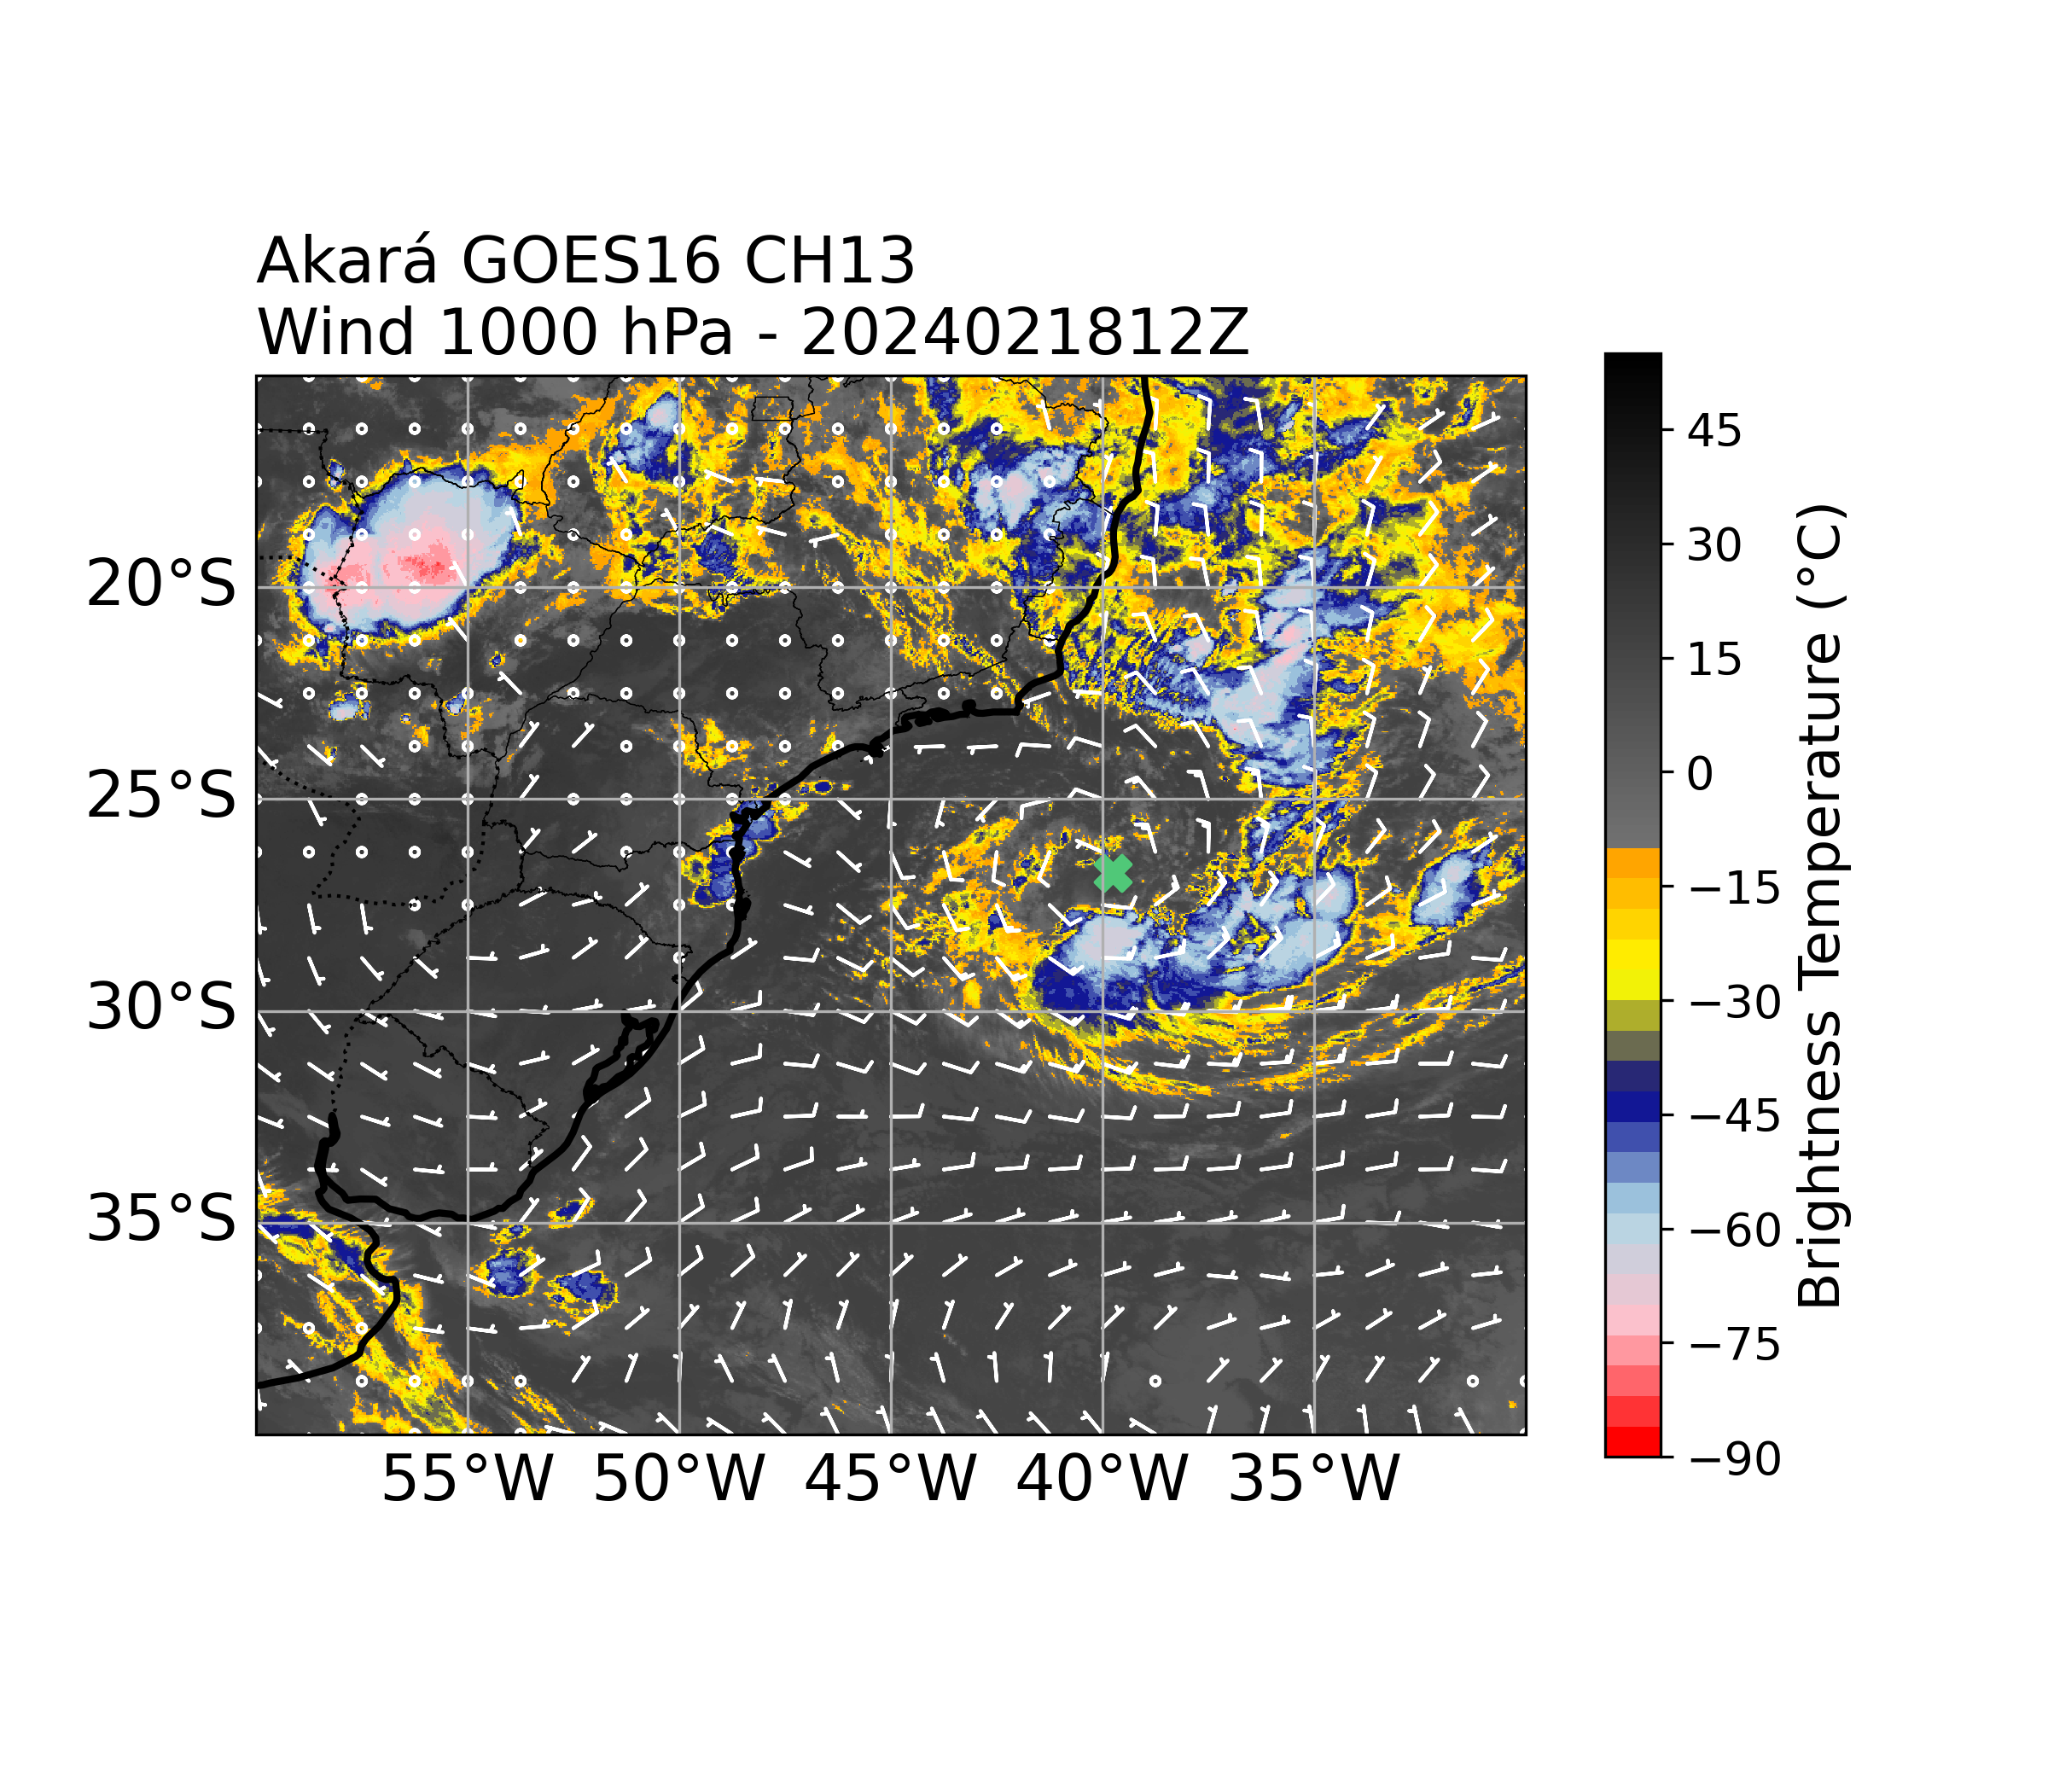 Akará GOES16 CH13
Wind 1000 hPa - 2024021812Z
20°S
25°S
30°S
35°S
55°W 50°W 45°W 40°W 35°W
45
30
15
0
−15
−30
−45
−60
−75
−90
Brightness Temperature (°C)